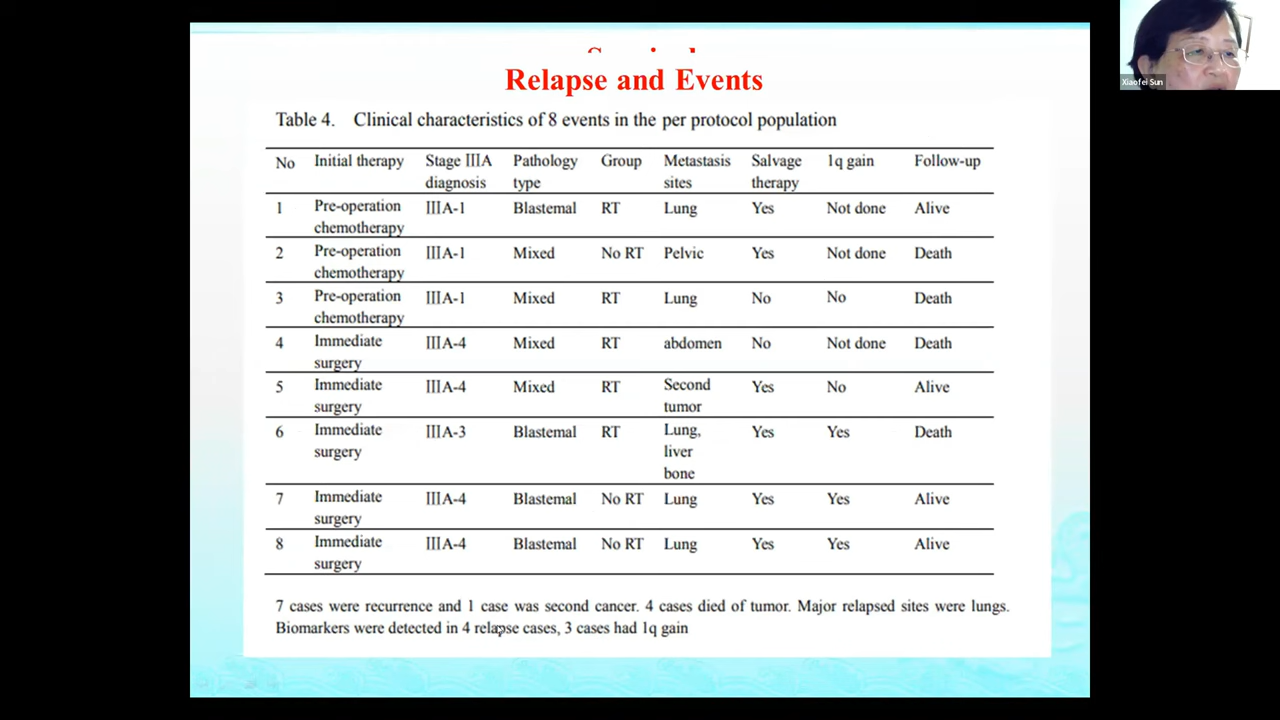 Relapse and Events
Table 4. Clinical characteristics of 8 events in the per protocol population
No Initial therapy Stage ⅢA diagnosis Pathology type Group Metastasis sites Salvage therapy 1q gain Follow-up
1 Pre-operation chemotherapy ⅢA-1 Blastemal RT Lung Yes Not done Alive
2 Pre-operation chemotherapy ⅢA-1 Mixed No RT Pelvic Yes Not done Death
3 Pre-operation chemotherapy ⅢA-1 Mixed RT Lung No No Death
4 Immediate surgery ⅢA-4 Mixed RT abdomen No Not done Death
5 Immediate surgery ⅢA-4 Mixed RT Second tumor Yes No Alive
6 Immediate surgery ⅢA-3 Blastemal RT Lung, liver bone Yes Yes Death
7 Immediate surgery ⅢA-4 Blastemal No RT Lung Yes Yes Alive
8 Immediate surgery ⅢA-4 Blastemal No RT Lung Yes Yes Alive
7 cases were recurrence and 1 case was second cancer. 4 cases died of tumor. Major relapsed sites were lungs.
Biomarkers were detected in 4 relapse cases, 3 cases had 1q gain
Xiaofei Sun